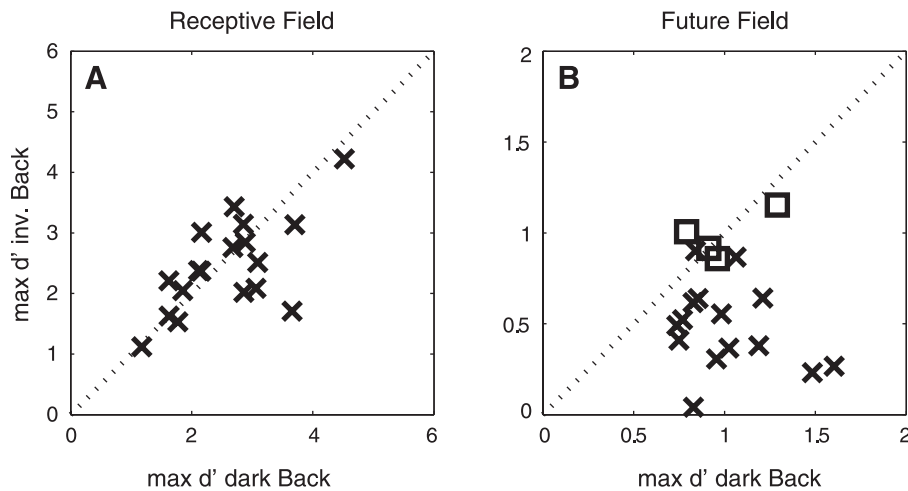 Receptive Field
Future Field
A
6
5
4
3
2
1
0
max d' inv. Back
0 2 4 6
max d' dark Back
B
2
1.5
1
0.5
0
0 0.5 1 1.5 2
max d' dark Back